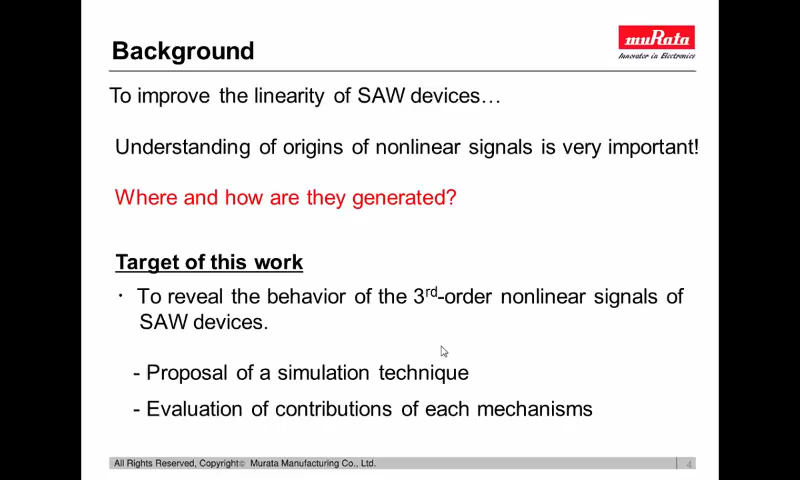 Background
muRata
Innovator in Electronics
To improve the linearity of SAW devices…
Understanding of origins of nonlinear signals is very important!
Where and how are they generated?
Target of this work
・ To reveal the behavior of the 3rd-order nonlinear signals of
SAW devices.
- Proposal of a simulation technique
- Evaluation of contributions of each mechanisms
All Rights Reserved, Copyright© Murata Manufacturing Co., Ltd.
4